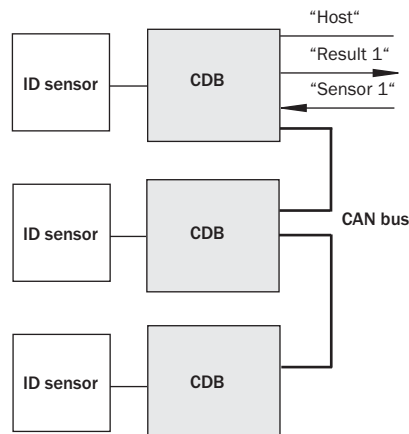 “Host“
“Result 1“
“Sensor 1“
ID sensor
CDB
ID sensor
CDB
CAN bus
ID sensor
CDB